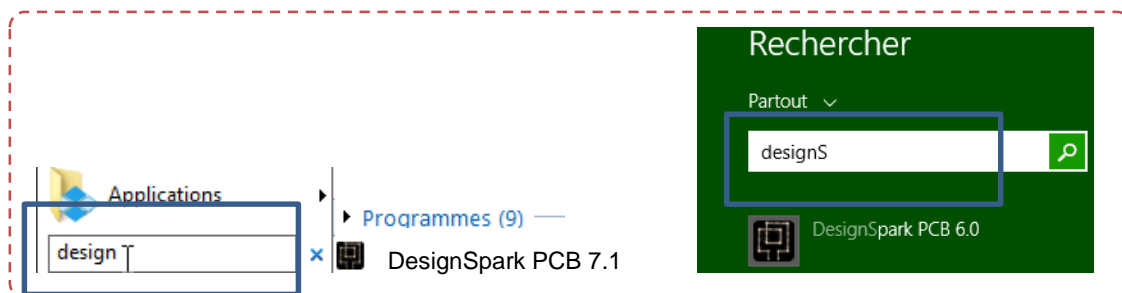 Applications
Programmes (9)
design
DesignSpark PCB 7.1
Rechercher
Partout
designS
DesignSpark PCB 6.0